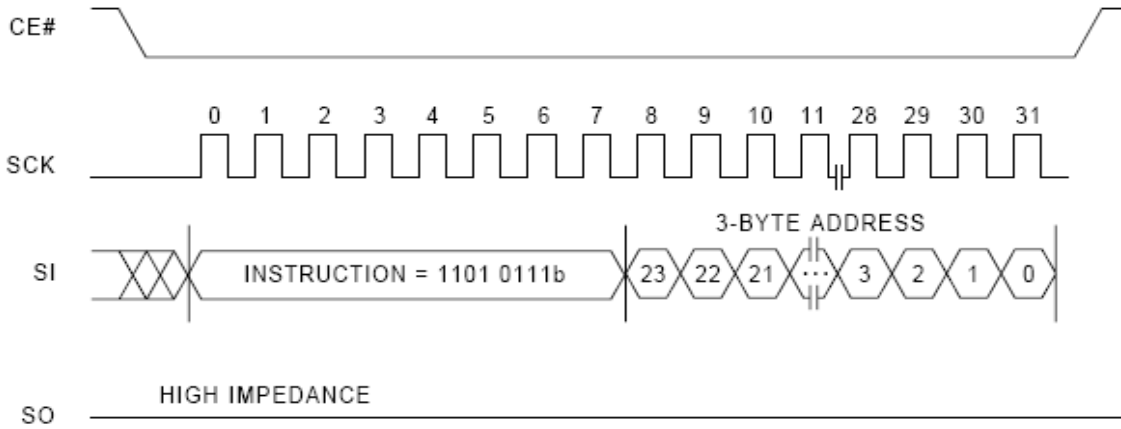 CE#
0 1 2 3 4 5 6 7 8 9 10 11 28 29 30 31
SCK
3-BYTE ADDRESS
SI INSTRUCTION = 1101 0111b 23 22 21 ... 3 2 1 0
HIGH IMPEDANCE
SO